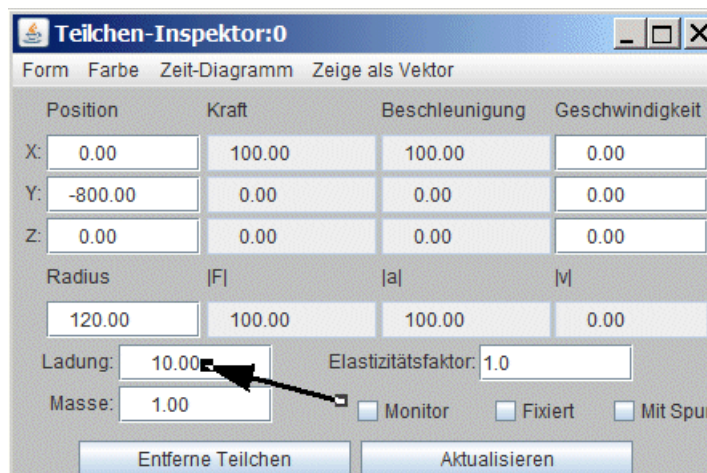 Teilchen-Inspektor:0
Form Farbe Zeit-Diagramm Zeige als Vektor
Position Kraft Beschleunigung Geschwindigkeit
X: 0.00 100.00 100.00 0.00
Y: -800.00 0.00 0.00 0.00
Z: 0.00 0.00 0.00 0.00
Radius |F| |a| |v|
120.00 100.00 100.00 0.00
Ladung: 10.00 Elastizitätsfaktor: 1.0
Masse: 1.00 Monitor Fixiert Mit Spur
Entferne Teilchen Aktualisieren